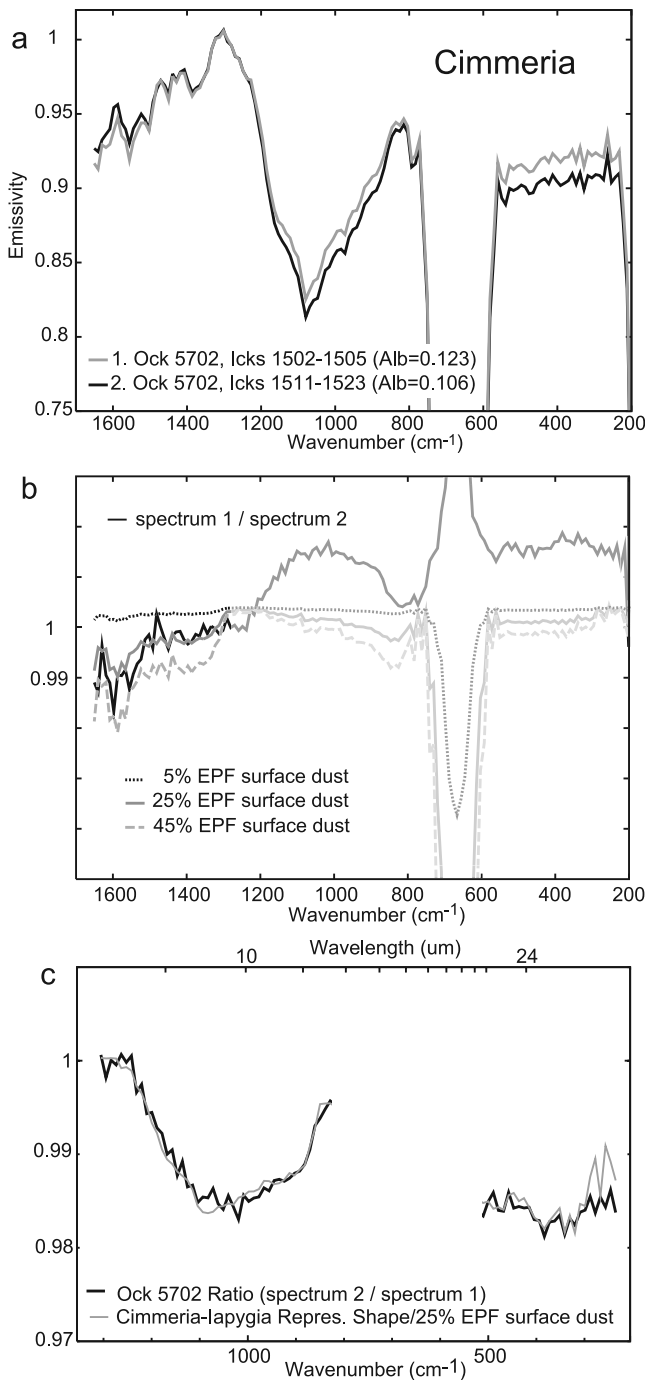 a
Cimmeria
1
0.95
0.9
0.85
0.8
0.75
Emissivity
1. Ock 5702, Icks 1502-1505 (Alb=0.123)
2. Ock 5702, Icks 1511-1523 (Alb=0.106)
1600 1400 1200 1000 800 600 400 200
Wavenumber (cm-1)
b
spectrum 1 / spectrum 2
1
0.99
5% EPF surface dust
25% EPF surface dust
45% EPF surface dust
1600 1400 1200 1000 800 600 400 200
Wavenumber (cm-1)
Wavelength (um)
10 24
c
1
0.99
0.98
0.97
Ock 5702 Ratio (spectrum 2 / spectrum 1)
Cimmeria-Iapygia Repres. Shape/25% EPF surface dust
1000 500
Wavenumber (cm-1)